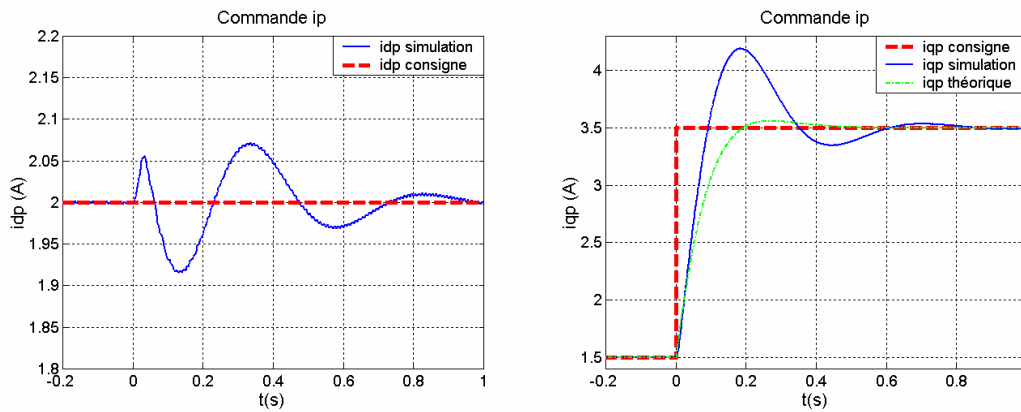 Commande ip
idp (A)
2.2
2.15
2.1
2.05
2
1.95
1.9
1.85
1.8
idp simulation
idp consigne
-0.2 0 0.2 0.4 0.6 0.8 1
t(s)
Commande ip
iqp (A)
4
3.5
3
2.5
2
1.5
iqp consigne
iqp simulation
iqp théorique
-0.2 0 0.2 0.4 0.6 0.8
t(s)